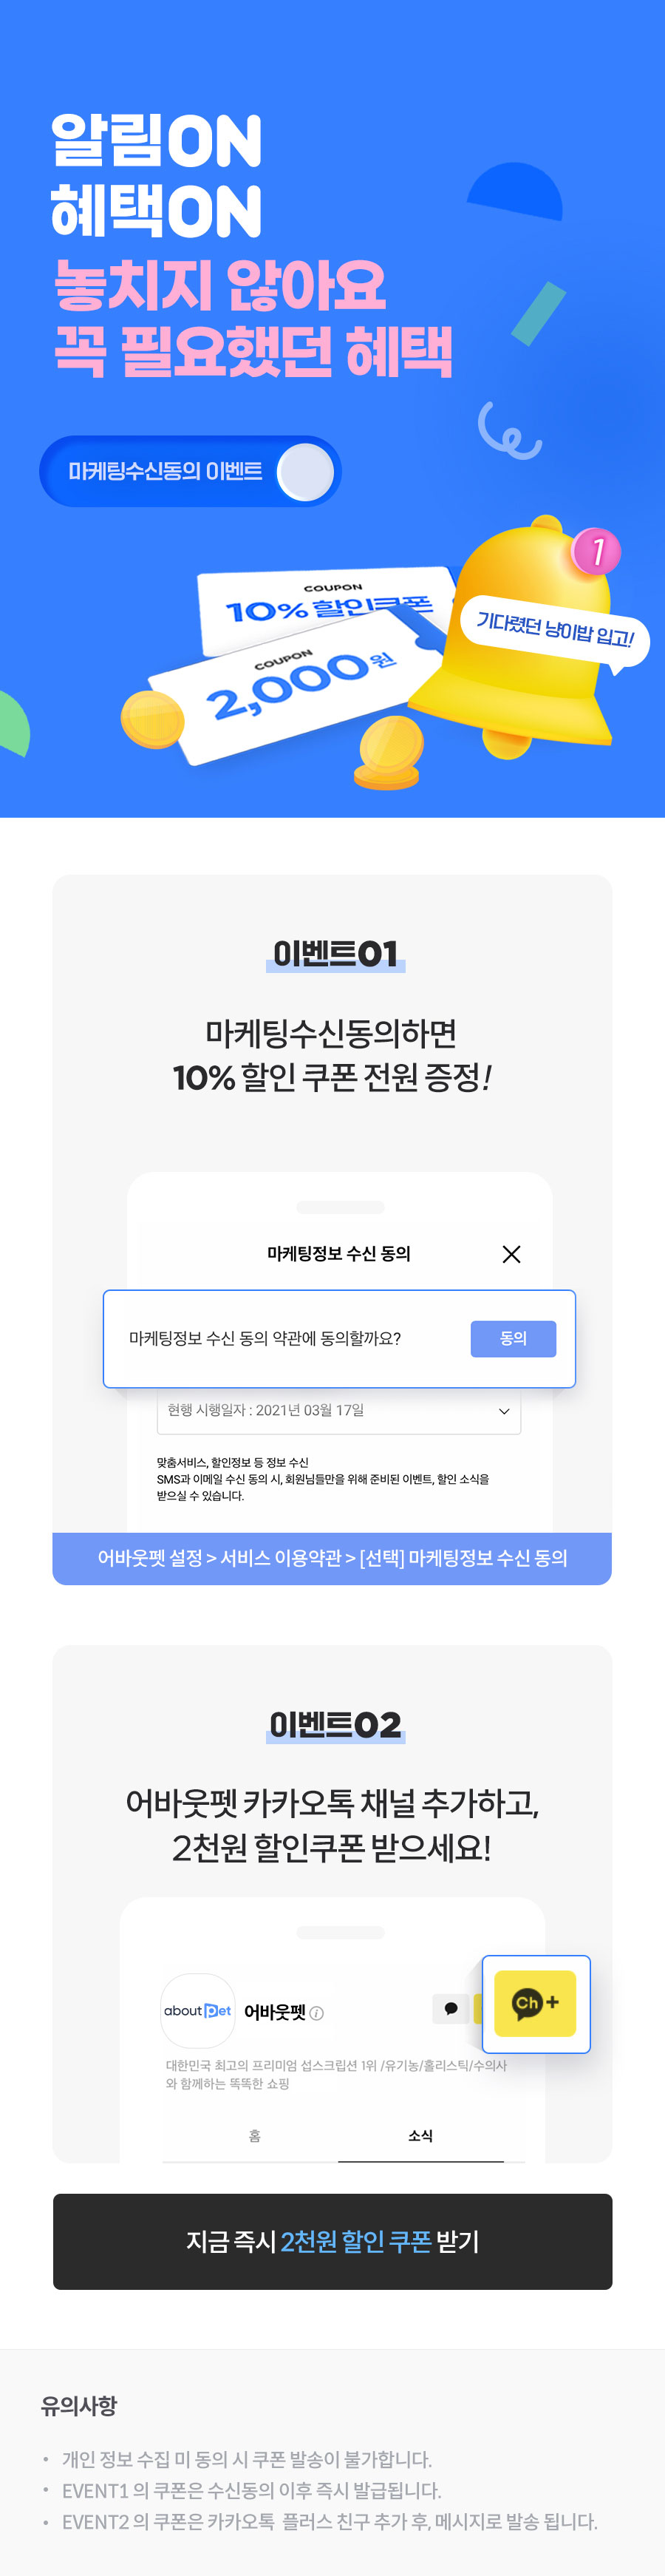 알림ON
혜택ON
놓치지 않아요
꼭 필요했던 혜택
마케팅수신동의 이벤트
1
COUPON
10% 할인쿠폰
기다렸던 냥이밥 입고!
COUPON
2,000원
이벤트01
마케팅수신동의하면
10% 할인 쿠폰 전원 증정!
마케팅정보 수신 동의
마케팅정보 수신 동의 약관에 동의할까요?
동의
현행 시행일자 : 2021년 03월 17일
맞춤서비스, 할인정보 등 정보 수신
SMS과 이메일 수신 동의 시, 회원님들만을 위해 준비된 이벤트, 할인 소식을
받으실 수 있습니다.
어바웃펫 설정 > 서비스 이용약관 > [선택] 마케팅정보 수신 동의
이벤트02
어바웃펫 카카오톡 채널 추가하고,
2천원 할인쿠폰 받으세요!
about Pet
어바웃펫 i
Ch+
대한민국 최고의 프리미엄 섭스크립션 1위 /유기농/홀리스틱/수의사
와 함께하는 똑똑한 쇼핑
홈 소식
지금 즉시 2천원 할인 쿠폰 받기
유의사항
• 개인 정보 수집 미 동의 시 쿠폰 발송이 불가합니다.
• EVENT1 의 쿠폰은 수신동의 이후 즉시 발급됩니다.
• EVENT2 의 쿠폰은 카카오톡 플러스 친구 추가 후, 메시지로 발송 됩니다.